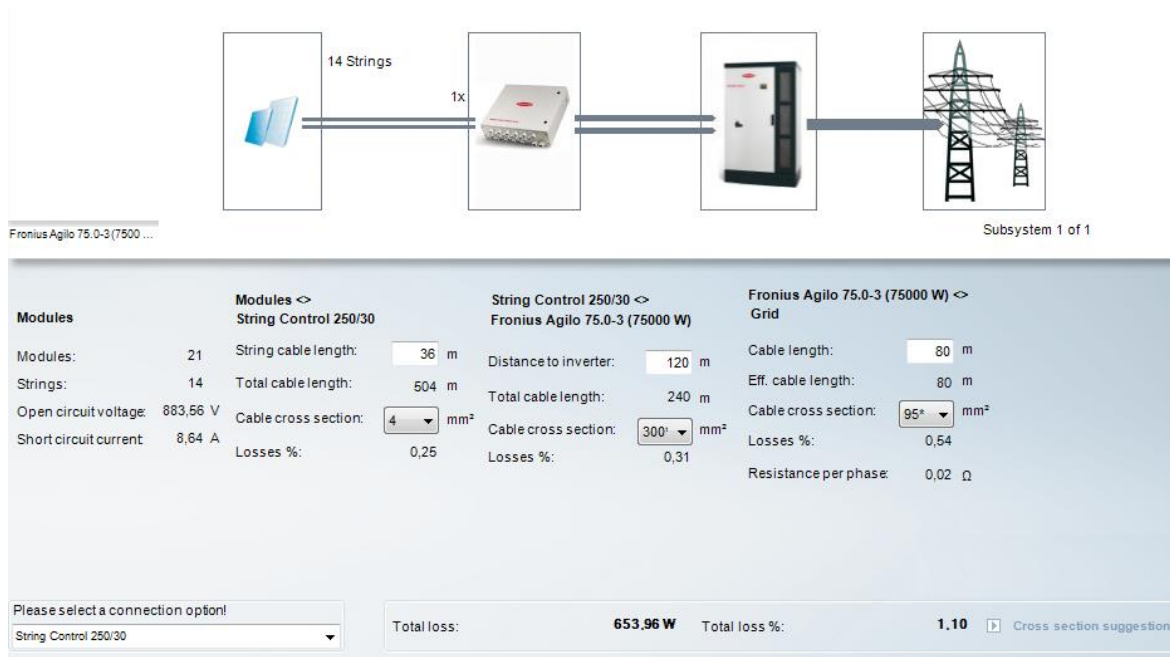 14 Strings
1x
Fronius Agilo 75.0-3 (7500 ...
Subsystem 1 of 1
Modules
Modules: 21
Strings: 14
Open circuit voltage: 883,56 V
Short circuit current: 8,64 A
Modules <>
String Control 250/30
String cable length: 36 m
Total cable length: 504 m
Cable cross section: 4 mm²
Losses %: 0,25
String Control 250/30 <>
Fronius Agilo 75.0-3 (75000 W)
Distance to inverter: 120 m
Total cable length: 240 m
Cable cross section: 300* mm²
Losses %: 0,31
Fronius Agilo 75.0-3 (75000 W) <>
Grid
Cable length: 80 m
Eff. cable length: 80 m
Cable cross section: 95* mm²
Losses %: 0,54
Resistance per phase: 0,02 Ω
Please select a connection option!
String Control 250/30
Total loss: 653,96 W Total loss %: 1,10 Cross section suggestion